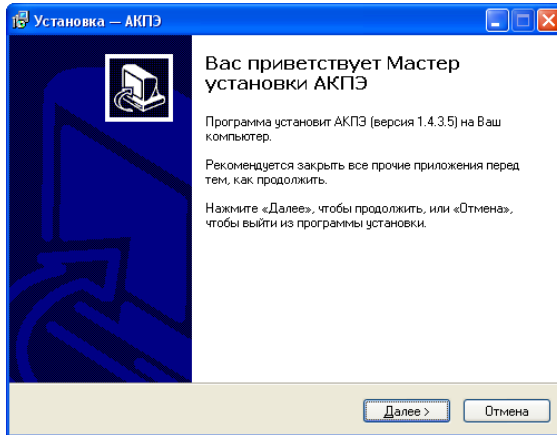 Установка — АКПЭ
Вас приветствует Мастер
установки АКПЭ
Программа установит АКПЭ (версия 1.4.3.5) на Ваш
компьютер.
Рекомендуется закрыть все прочие приложения перед
тем, как продолжить.
Нажмите «Далее», чтобы продолжить, или «Отмена»,
чтобы выйти из программы установки.
Далее >
Отмена